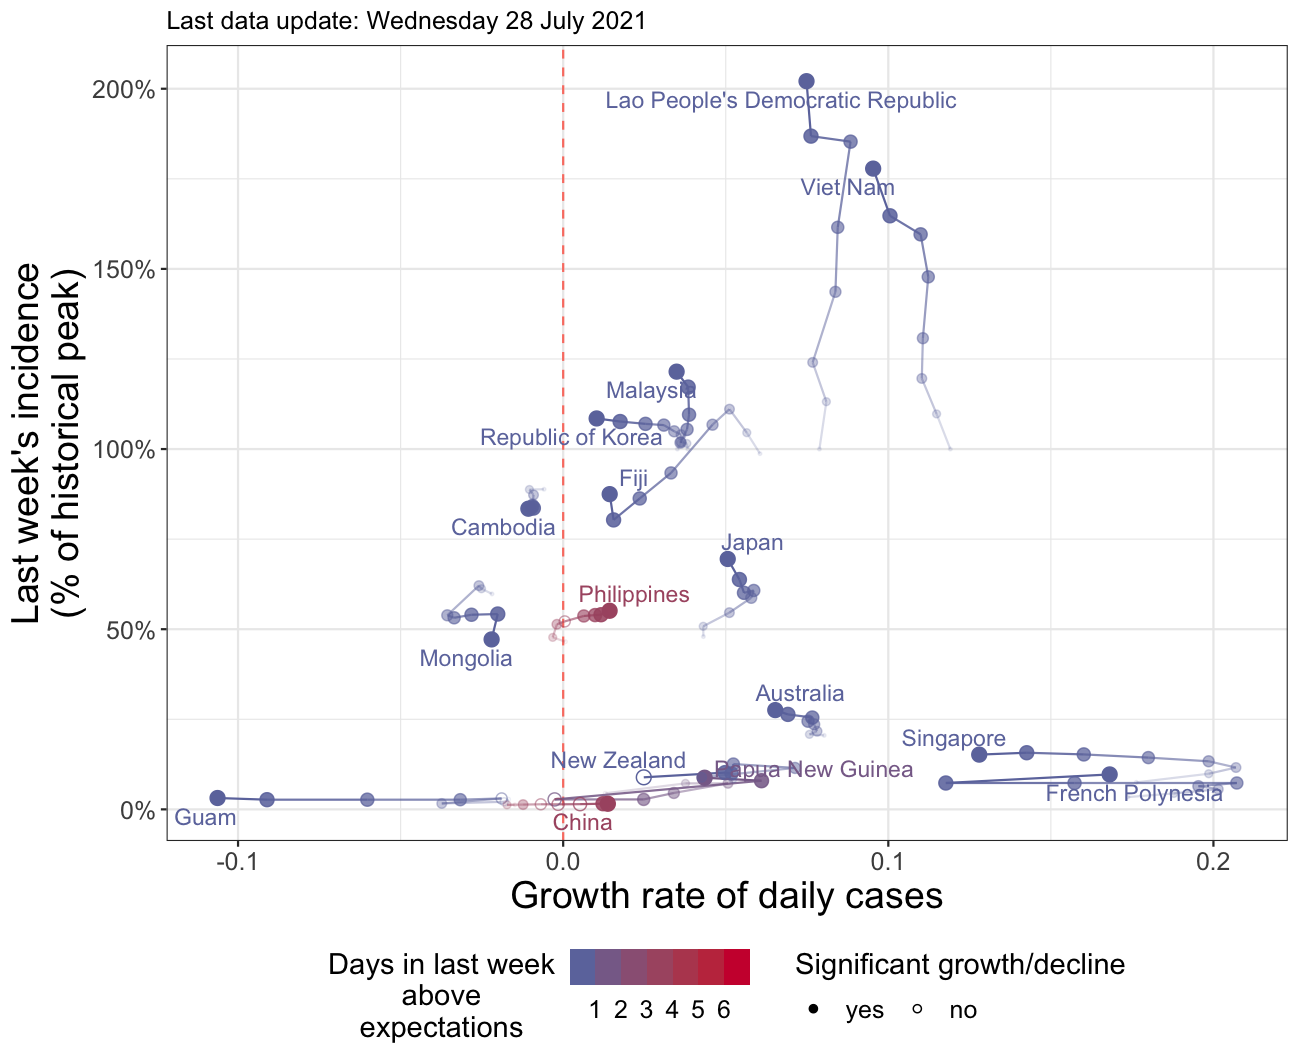 Last data update: Wednesday 28 July 2021
Last week's incidence
(% of historical peak)
200%
150%
100%
50%
0%
Lao People's Democratic Republic
Viet Nam
Malaysia
Republic of Korea
Fiji
Cambodia
Japan
Philippines
Mongolia
Australia
Singapore
New Zealand
Papua New Guinea
French Polynesia
Guam
China
-0.1
0.0
0.1
0.2
Growth rate of daily cases
Days in last week
above
expectations
1 2 3 4 5 6
Significant growth/decline
yes no